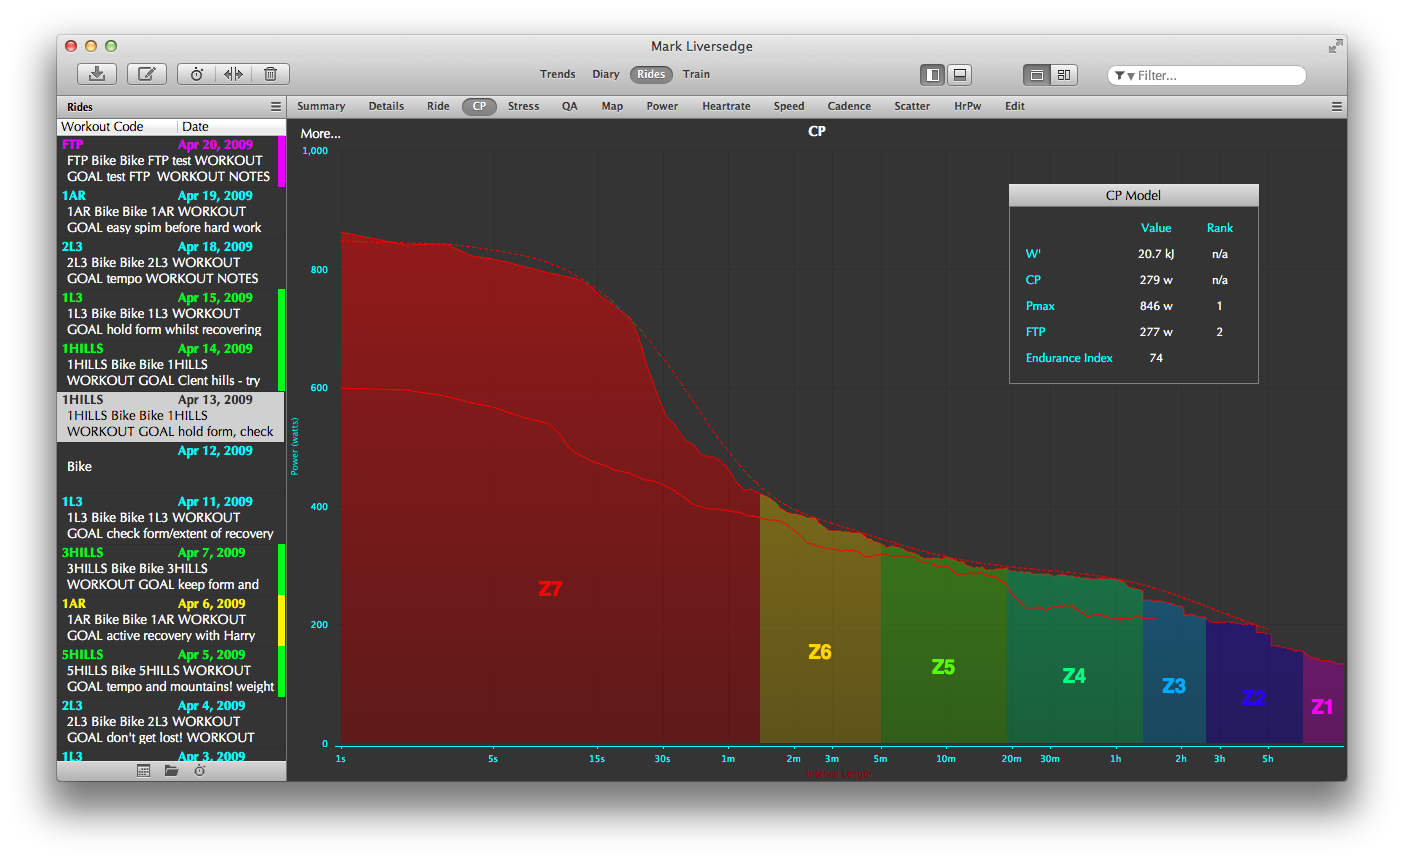 Mark Liversedge
Trends Diary Rides Train
Filter...
Rides
Summary Details Ride CP Stress QA Map Power Heartrate Speed Cadence Scatter HrPw Edit
Workout Code Date
FTP Apr 20, 2009
FTP Bike Bike FTP test WORKOUT
GOAL test FTP WORKOUT NOTES
1AR Apr 19, 2009
1AR Bike Bike 1AR WORKOUT
GOAL easy spim before hard work
2L3 Apr 18, 2009
2L3 Bike Bike 2L3 WORKOUT
GOAL tempo WORKOUT NOTES
1L3 Apr 15, 2009
1L3 Bike Bike 1L3 WORKOUT
GOAL hold form whilst recovering
1HILLS Apr 14, 2009
1HILLS Bike Bike 1HILLS
WORKOUT GOAL Clent hills - try
1HILLS Apr 13, 2009
1HILLS Bike Bike 1HILLS
WORKOUT GOAL hold form, check
Apr 12, 2009
Bike
1L3 Apr 11, 2009
1L3 Bike Bike 1L3 WORKOUT
GOAL check form/extent of recovery
3HILLS Apr 7, 2009
3HILLS Bike Bike 3HILLS
WORKOUT GOAL keep form and
1AR Apr 6, 2009
1AR Bike Bike 1AR WORKOUT
GOAL active recovery with Harry
5HILLS Apr 5, 2009
5HILLS Bike 5HILLS WORKOUT
GOAL tempo and mountains! weight
2L3 Apr 4, 2009
2L3 Bike Bike 2L3 WORKOUT
GOAL don't get lost! WORKOUT
1L3 Apr 3, 2009
More...
CP
1,000
800
600
400
200
0
Power (watts)
CP Model
Value Rank
W' 20.7 kJ n/a
CP 279 w n/a
Pmax 846 w 1
FTP 277 w 2
Endurance Index 74
Z7
Z6
Z5
Z4
Z3
Z2
Z1
1s 5s 15s 30s 1m 2m 3m 5m 10m 20m 30m 1h 2h 3h 5h
Interval Length